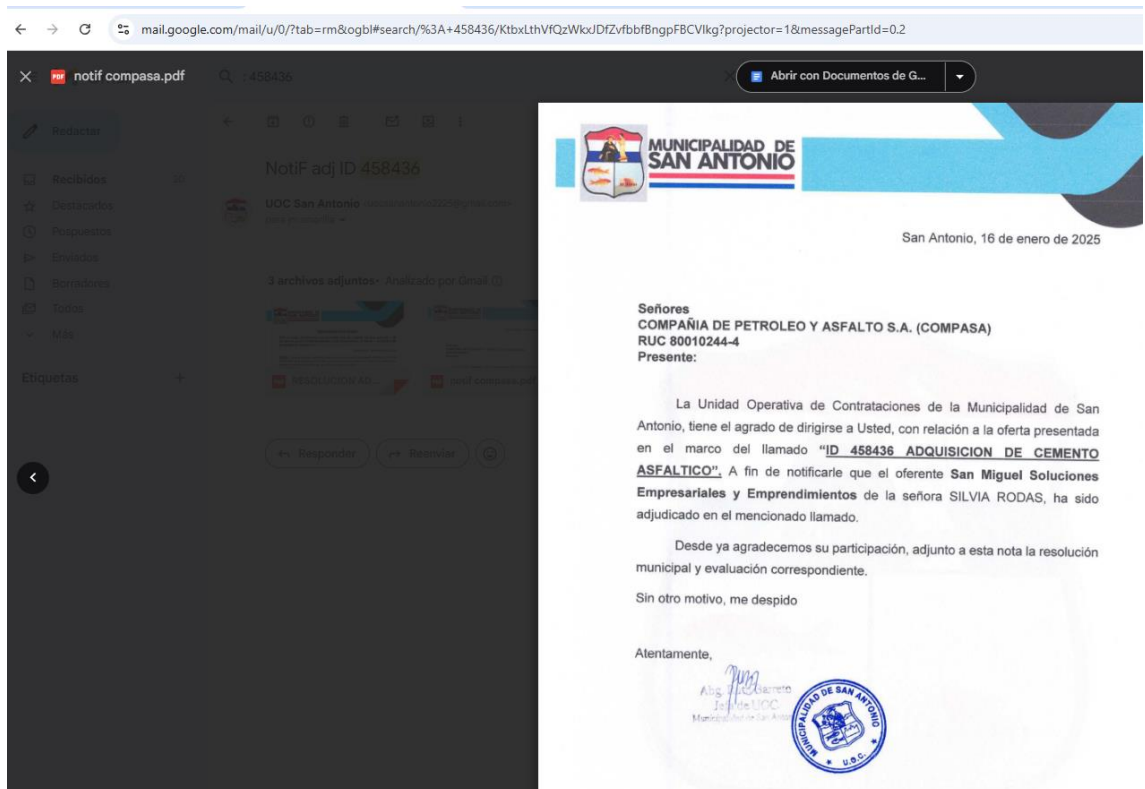 mail.google.com/mail/u/0/?tab=rm&ogbl#search/%3A+458436/KtbxLthVfQzWkxJDfZvfbbfBngpFBCVlkg?projector=1&messagePartId=0.2
PDF notif compasa.pdf
:458436
Abrir con Documentos de G...
Redactar
Recibidos
Destacados
Pospuestos
Enviados
Borradores
Todos
Más
Etiquetas
NotiF adj ID 458436
UOC San Antonio
3 archivos adjuntos • Analizado por Gmail
RESOLUCION AD...
notif compasa.pdf
Responder
Reenviar
MUNICIPALIDAD DE
SAN ANTONIO
San Antonio, 16 de enero de 2025
Señores
COMPAÑIA DE PETROLEO Y ASFALTO S.A. (COMPASA)
RUC 80010244-4
Presente:
La Unidad Operativa de Contrataciones de la Municipalidad de San
Antonio, tiene el agrado de dirigirse a Usted, con relación a la oferta presentada
en el marco del llamado “ID 458436 ADQUISICION DE CEMENTO
ASFALTICO”. A fin de notificarle que el oferente San Miguel Soluciones
Empresariales y Emprendimientos de la señora SILVIA RODAS, ha sido
adjudicado en el mencionado llamado.
Desde ya agradecemos su participación, adjunto a esta nota la resolución
municipal y evaluación correspondiente.
Sin otro motivo, me despido
Atentamente,
Abg.
Jefa de UOC
Municipalidad de San Antonio
MUNICIPALIDAD DE SAN ANTONIO
U.O.C.